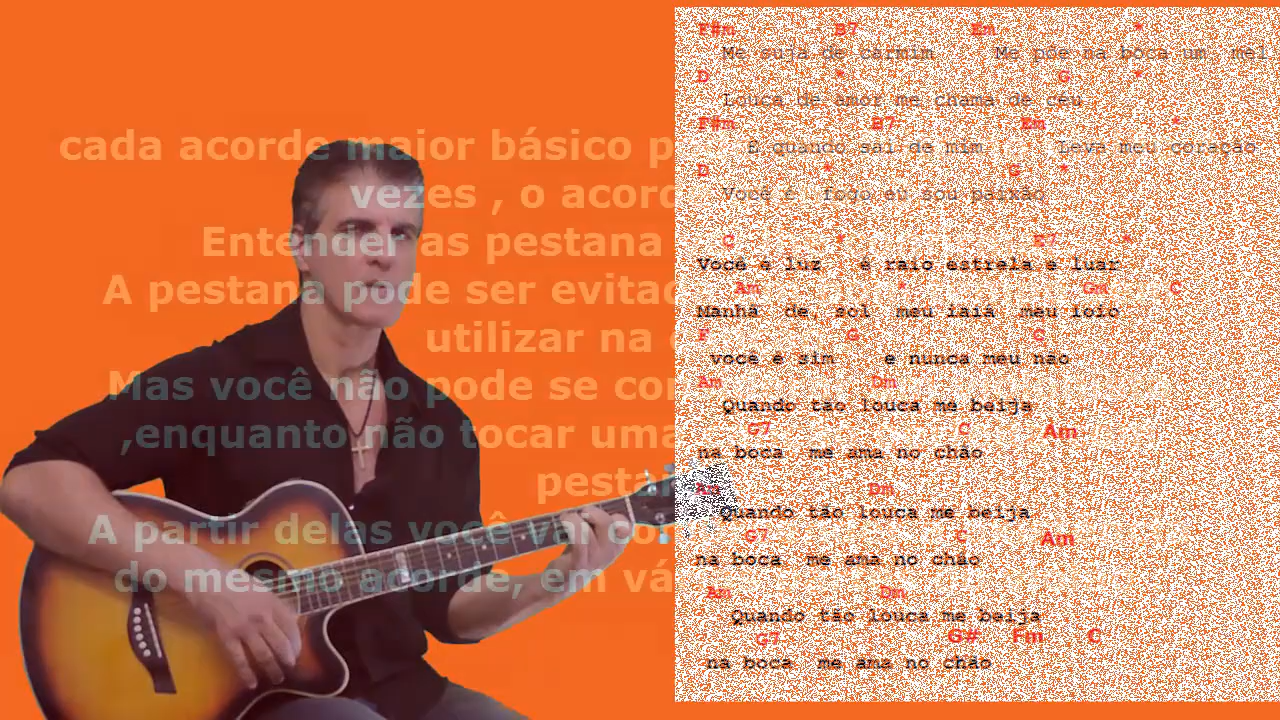 cada acorde maior básico p
vezes , o acord
Entender as pestana
A pestana pode ser evitad
utilizar na
Mas você não pode se con
,enquanto não tocar uma
pestan
A partir delas você vai con
do mesmo acorde, em vá
F#m B7 Em *
Me suja de carmim Me põe na boca um mel
D * G *
Louca de amor me chama de céu
F#m B7 Em *
E quando sai de mim Leva meu coração
D * G *
Você é fogo eu sou paixão
C * E7 *
Você é luz é raio estrela e luar
Am * Gm C
Manhã de, sol meu iaiá meu ioiô
F G C
você é sim e nunca meu não
Am Dm
Quando tão louca me beija
G7 C Am
na boca me ama no chão
Am Dm
Quando tão louca me beija
G7 C Am
na boca me ama no chão
Am Dm
Quando tão louca me beija
G7 G# Fm C
na boca me ama no chão